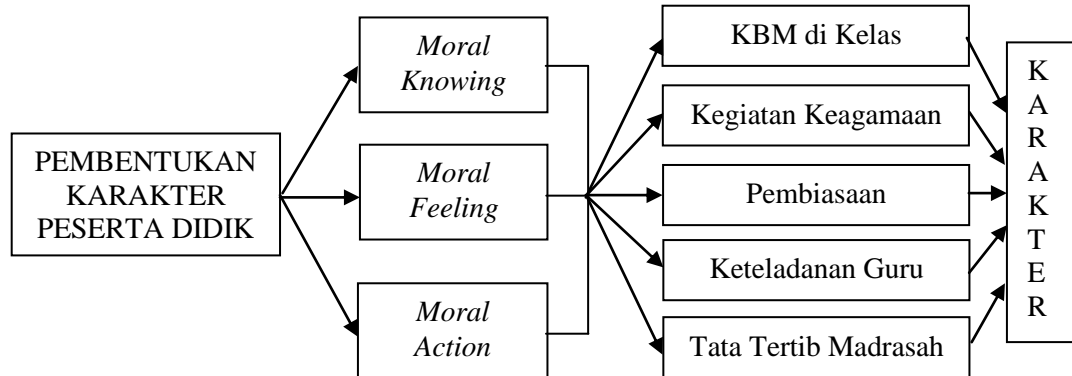 PEMBENTUKAN
KARAKTER
PESERTA DIDIK
Moral
Knowing
Moral
Feeling
Moral
Action
KBM di Kelas
Kegiatan Keagamaan
Pembiasaan
Keteladanan Guru
Tata Tertib Madrasah
K
A
R
A
K
T
E
R